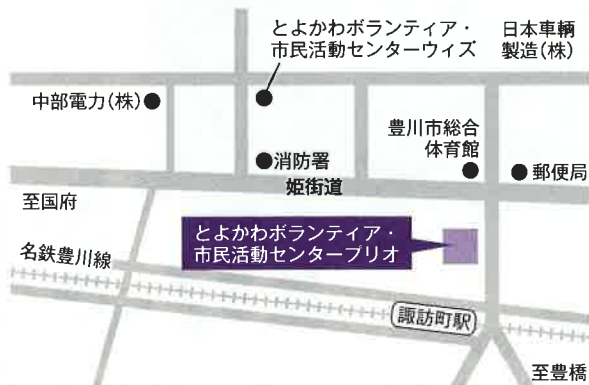 とよかわボランティア・
市民活動センターウィズ
日本車輌
製造(株)
中部電力(株)
豊川市総合
体育館
消防署
郵便局
姫街道
至国府
とよかわボランティア・
市民活動センタープリオ
名鉄豊川線
諏訪町駅
至豊橋